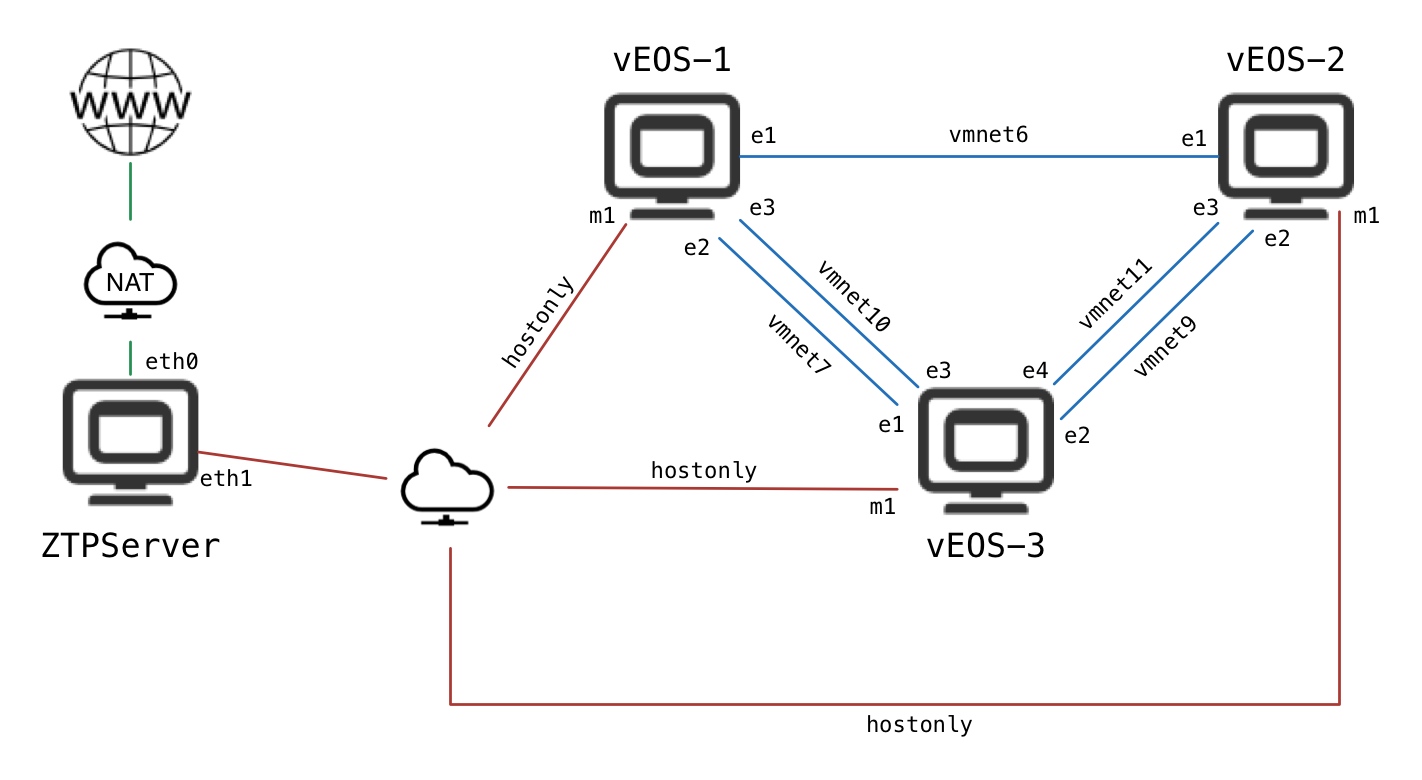 vEOS−1
vEOS−2
WWW
e1
vmnet6
e1
m1
e3
e3
m1
e2
e2
NAT
hostonly
vmnet10
vmnet11
vmnet7
vmnet9
eth0
e3
e4
e1
e2
eth1
hostonly
m1
ZTPServer
vEOS−3
hostonly